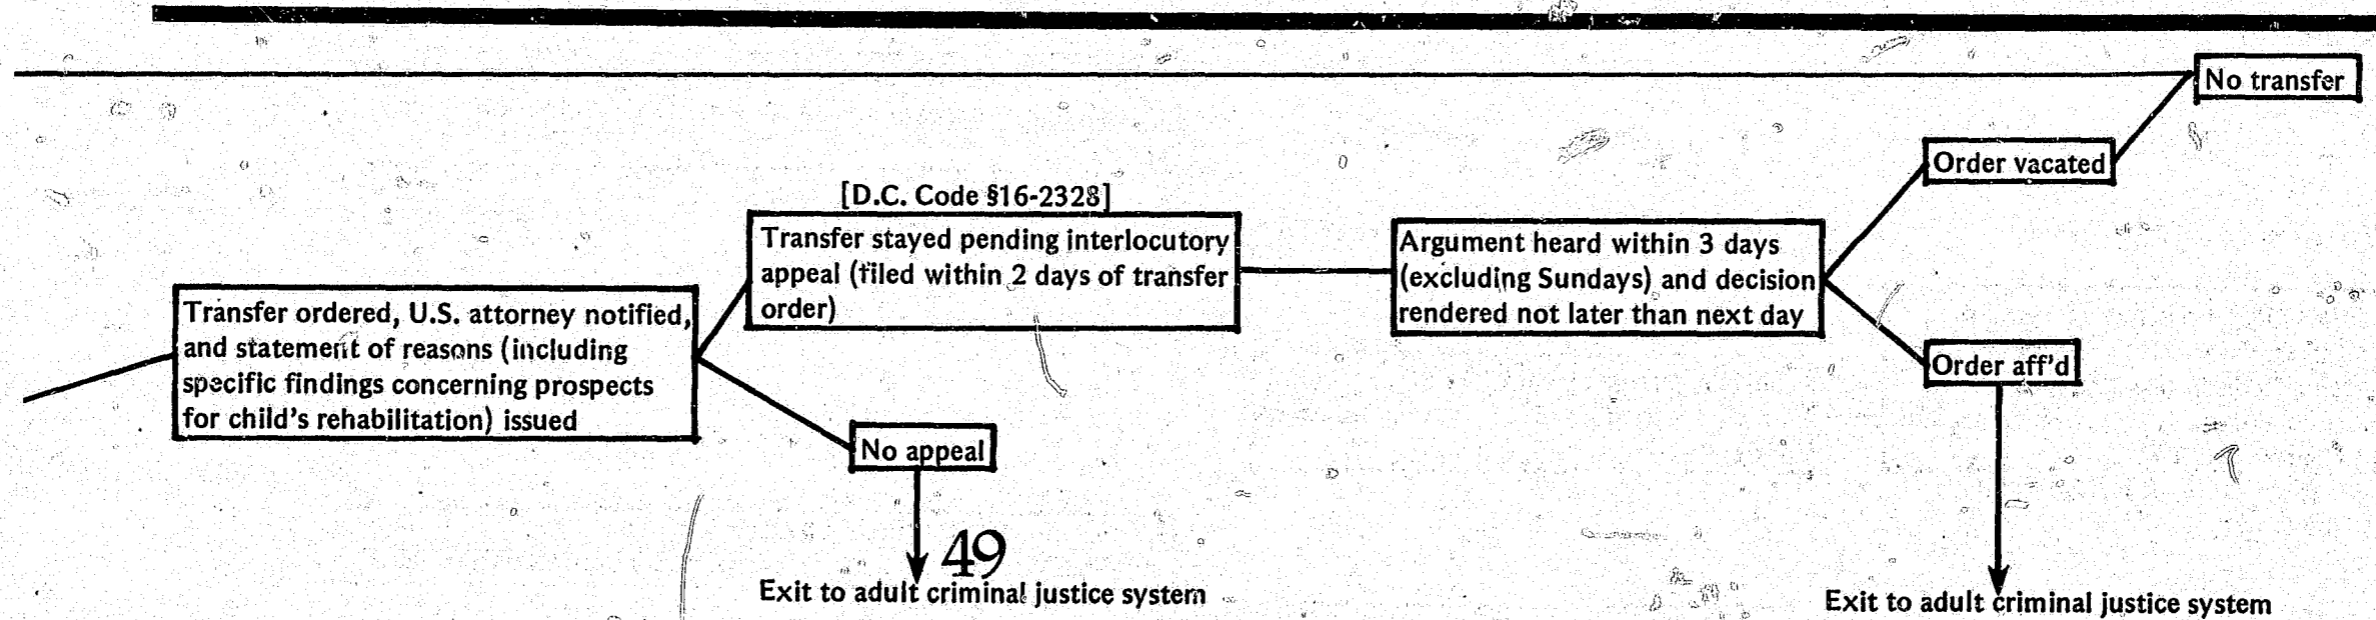 No transfer
Order vacated
[D.C. Code §16-2328]
Transfer stayed pending interlocutory
appeal (filed within 2 days of transfer
order)
Argument heard within 3 days
(excluding Sundays) and decision
rendered not later than next day
Transfer ordered, U.S. attorney notified,
and statement of reasons (including
specific findings concerning prospects
for child's rehabilitation) issued
Order aff'd
No appeal
49
Exit to adult criminal justice system
Exit to adult criminal justice system